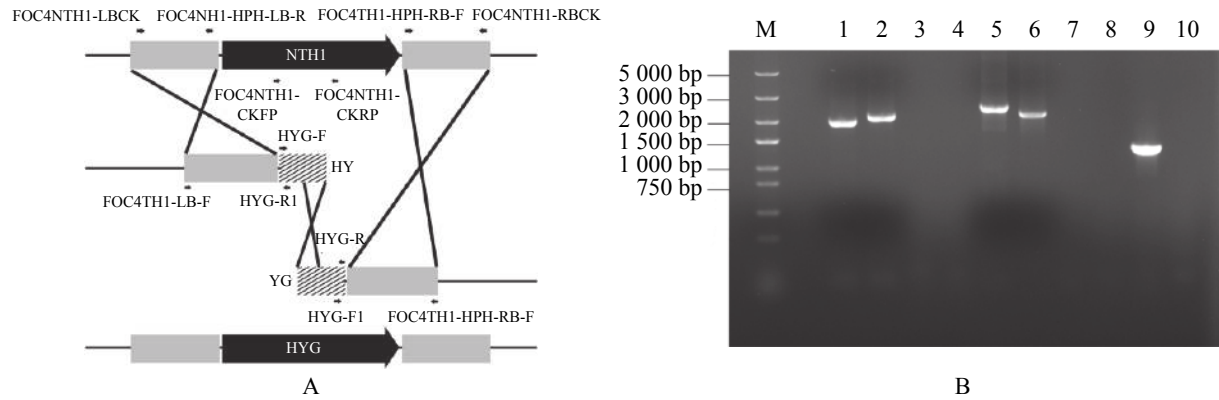 FOC4NTH1-LBCK FOC4NH1-HPH-LB-R FOC4TH1-HPH-RB-F FOC4NTH1-RBCK
NTH1
FOC4NTH1-
CKFP
FOC4NTH1-
CKRP
HYG-F
HY
FOC4TH1-LB-F
HYG-R1
HYG-R
YG
HYG-F1
FOC4TH1-HPH-RB-F
HYG
A
M 1 2 3 4 5 6 7 8 9 10
5 000 bp
3 000 bp
2 000 bp
1 500 bp
1 000 bp
750 bp
B